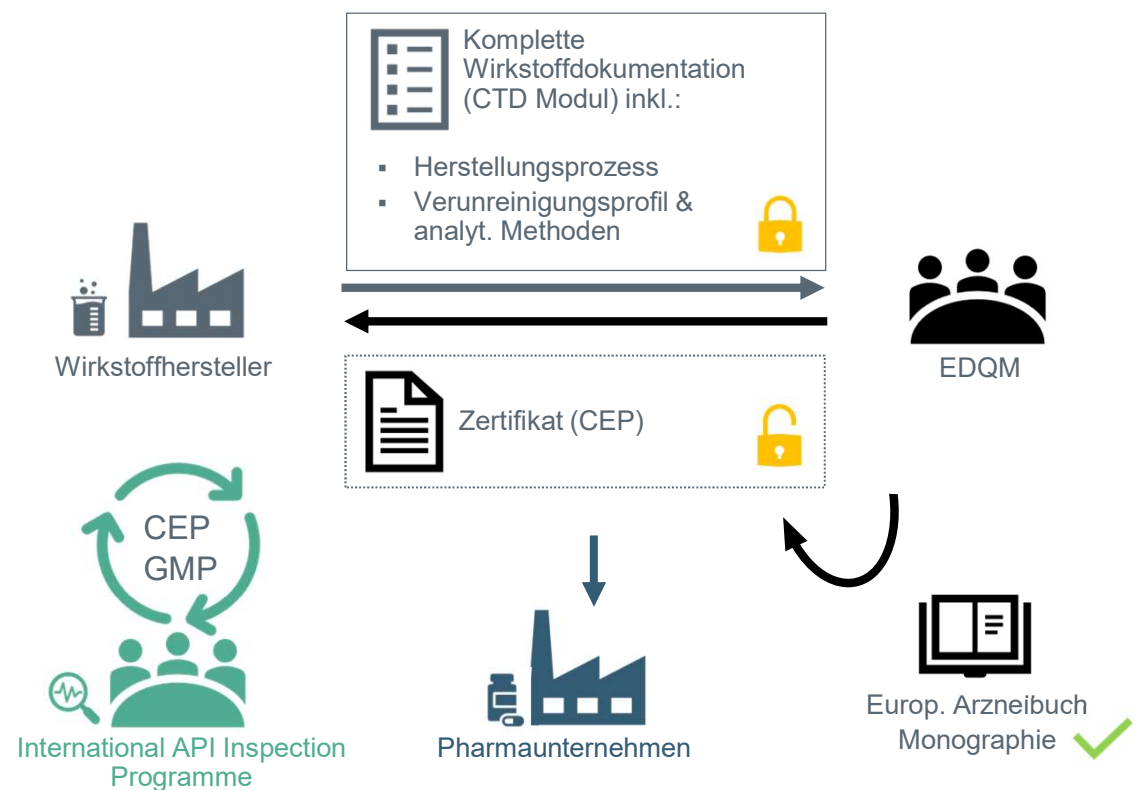 Komplette
Wirkstoffdokumentation
(CTD Modul) inkl.:
▪ Herstellungsprozess
▪ Verunreinigungsprofil &
analyt. Methoden
Wirkstoffhersteller
EDQM
Zertifikat (CEP)
CEP
GMP
International API Inspection
Programme
Pharmaunternehmen
Europ. Arzneibuch
Monographie